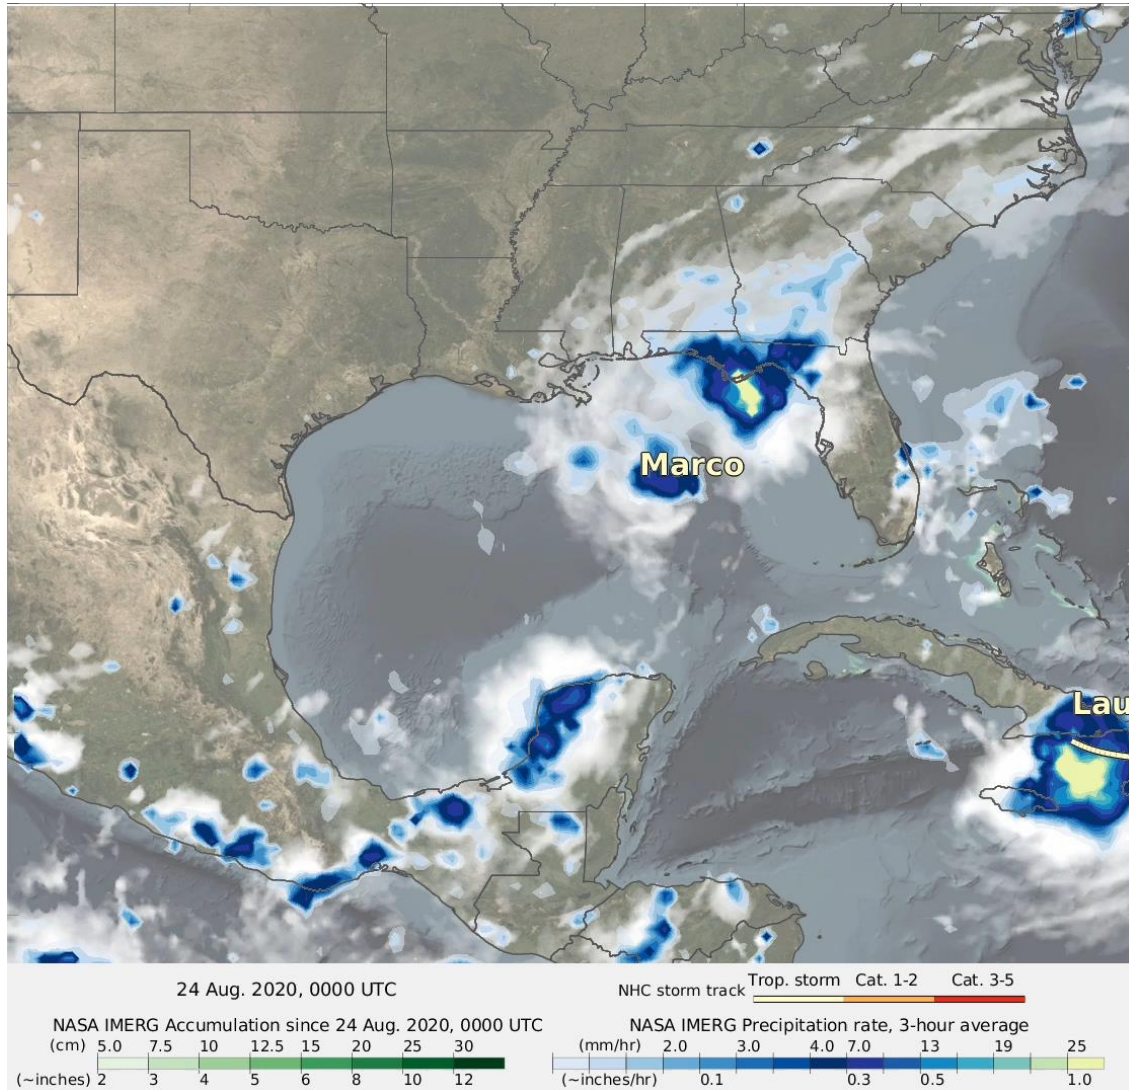 Marco
Lau
24 Aug. 2020, 0000 UTC
NHC storm track
Trop. storm Cat. 1-2 Cat. 3-5
NASA IMERG Accumulation since 24 Aug. 2020, 0000 UTC
(cm) 5.0 7.5 10 12.5 15 20 25 30
(~inches) 2 3 4 5 6 8 10 12
NASA IMERG Precipitation rate, 3-hour average
(mm/hr) 2.0 3.0 4.0 7.0 13 19 25
(~inches/hr) 0.1 0.3 0.5 1.0